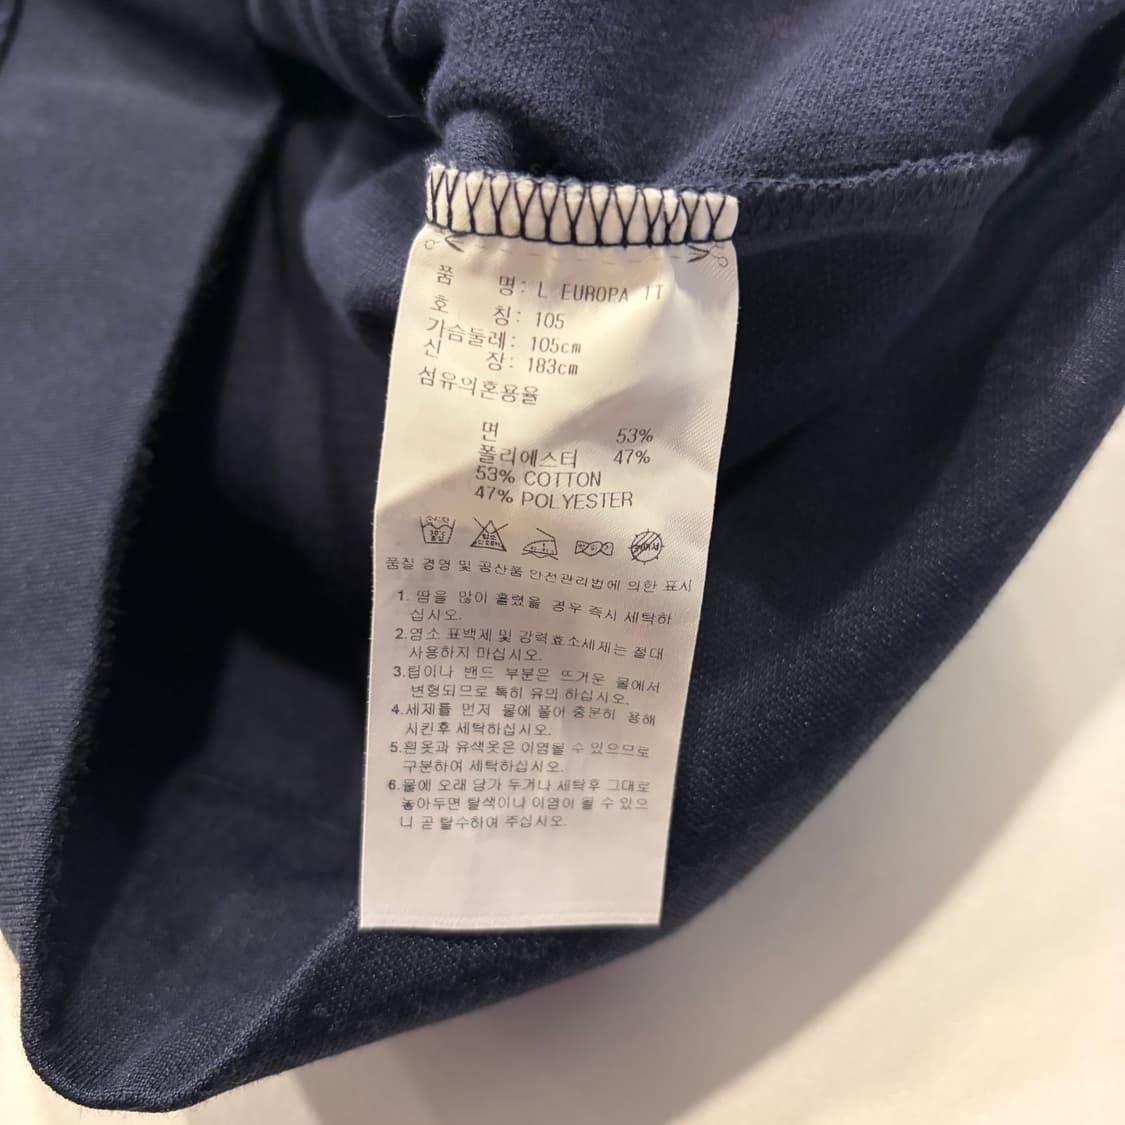 품 명: L EUROPA TT
호 칭: 105
가슴둘레: 105cm
신 장: 183cm
섬유의혼용율
면 53%
폴리에스터 47%
53% COTTON
47% POLYESTER
품질 경영 및 공산품 안전관리법에 의한 표시
1. 땀을 많이 흘렸을 경우 즉시 세탁하
십시오.
2.염소 표백제 및 강력효소세제는 절대
사용하지 마십시오.
3.립이나 밴드 부분은 뜨거운 물에서
변형되므로 특히 유의 하십시오.
4.세제를 먼저 물에 풀어 충분히 용해
시킨후 세탁하십시오.
5.흰옷과 유색옷은 이염될 수 있으므로
구분하여 세탁하십시오.
6.물에 오래 담가 두거나 세탁후 그대로
놓아두면 탈색이나 이염이 될 수 있으
니 곧 탈수하여 주십시오.